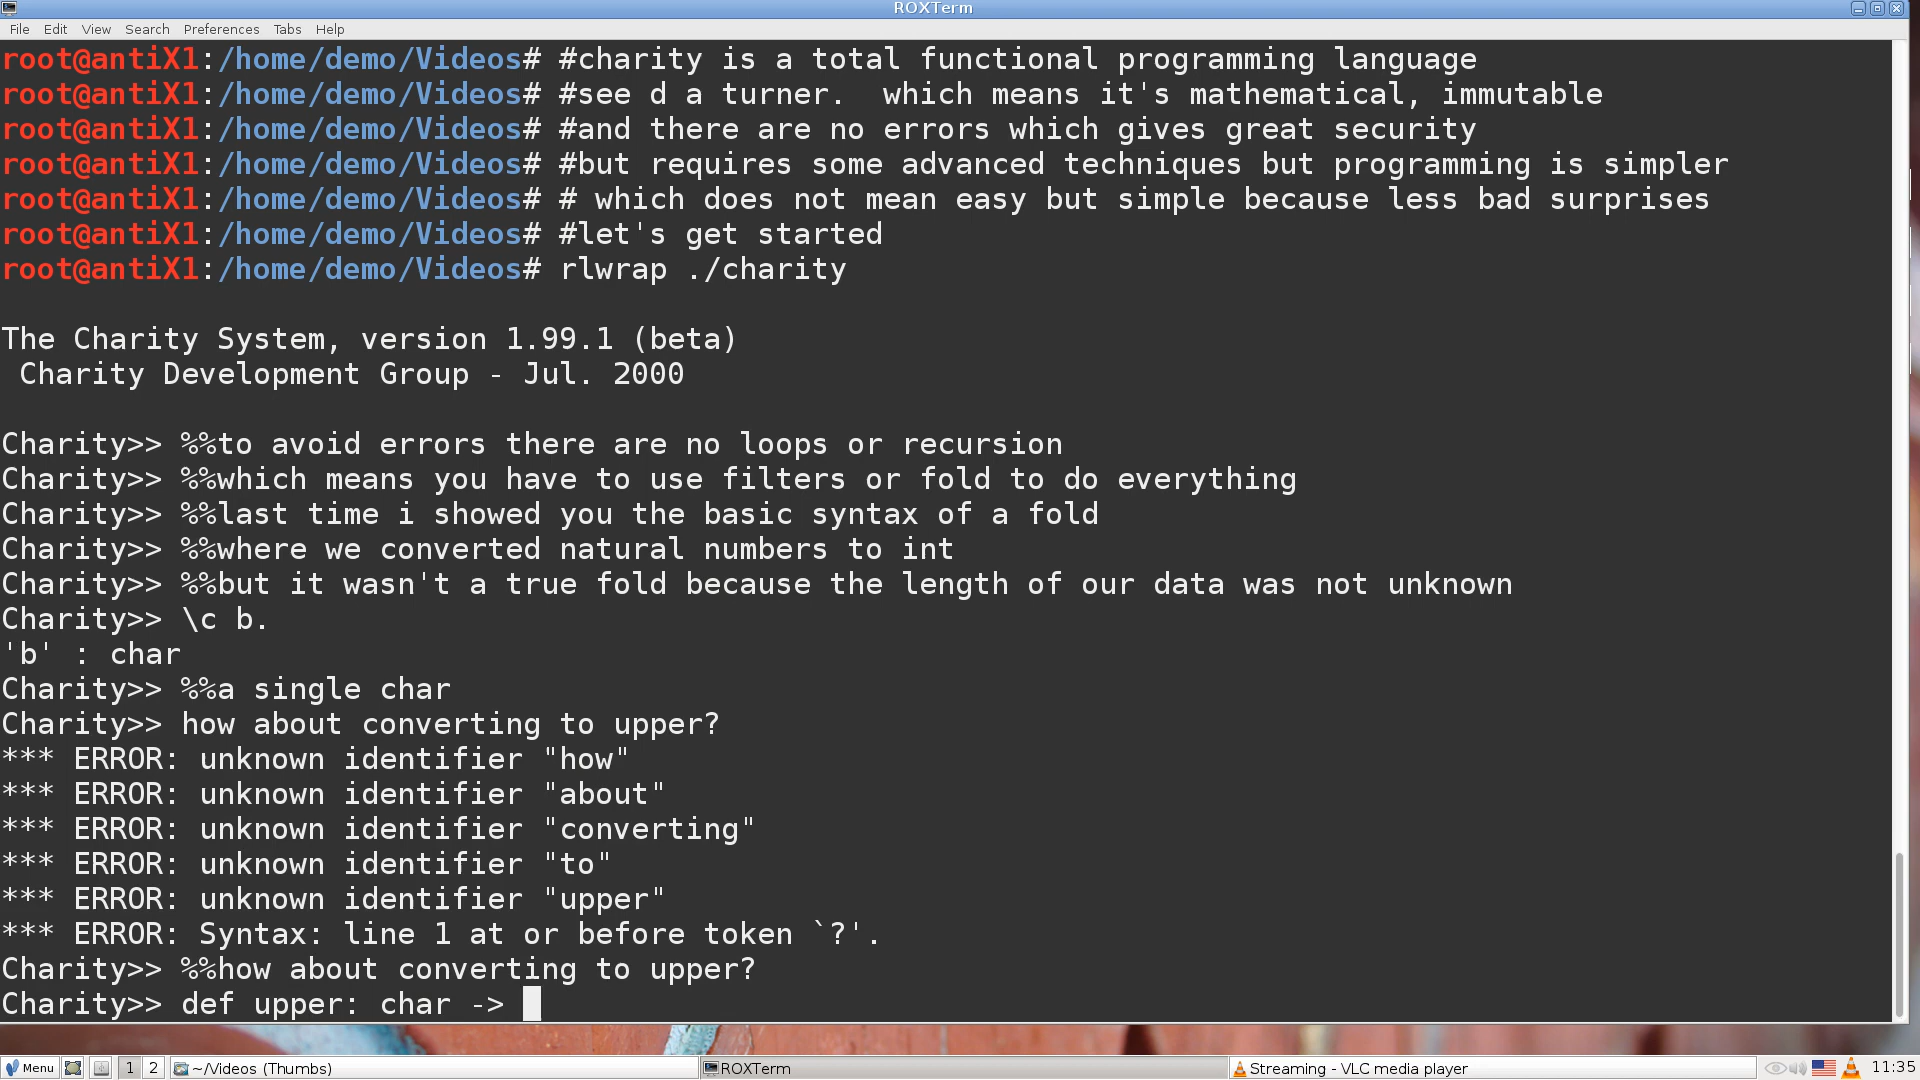 ROXTerm
File Edit View Search Preferences Tabs Help
root@antiX1:/home/demo/Videos# #charity is a total functional programming language
root@antiX1:/home/demo/Videos# #see d a turner.  which means it's mathematical, immutable
root@antiX1:/home/demo/Videos# #and there are no errors which gives great security
root@antiX1:/home/demo/Videos# #but requires some advanced techniques but programming is simpler
root@antiX1:/home/demo/Videos# # which does not mean easy but simple because less bad surprises
root@antiX1:/home/demo/Videos# #let's get started
root@antiX1:/home/demo/Videos# rlwrap ./charity
The Charity System, version 1.99.1 (beta)
 Charity Development Group - Jul. 2000
Charity>> %%to avoid errors there are no loops or recursion
Charity>> %%which means you have to use filters or fold to do everything
Charity>> %%last time i showed you the basic syntax of a fold
Charity>> %%where we converted natural numbers to int
Charity>> %%but it wasn't a true fold because the length of our data was not unknown
Charity>> \c b.
'b' : char
Charity>> %%a single char
Charity>> how about converting to upper?
*** ERROR: unknown identifier "how"
*** ERROR: unknown identifier "about"
*** ERROR: unknown identifier "converting"
*** ERROR: unknown identifier "to"
*** ERROR: unknown identifier "upper"
*** ERROR: Syntax: line 1 at or before token `?'.
Charity>> %%how about converting to upper?
Charity>> def upper: char ->
Menu 1 2 ~/Videos (Thumbs) ROXTerm Streaming - VLC media player 11:35